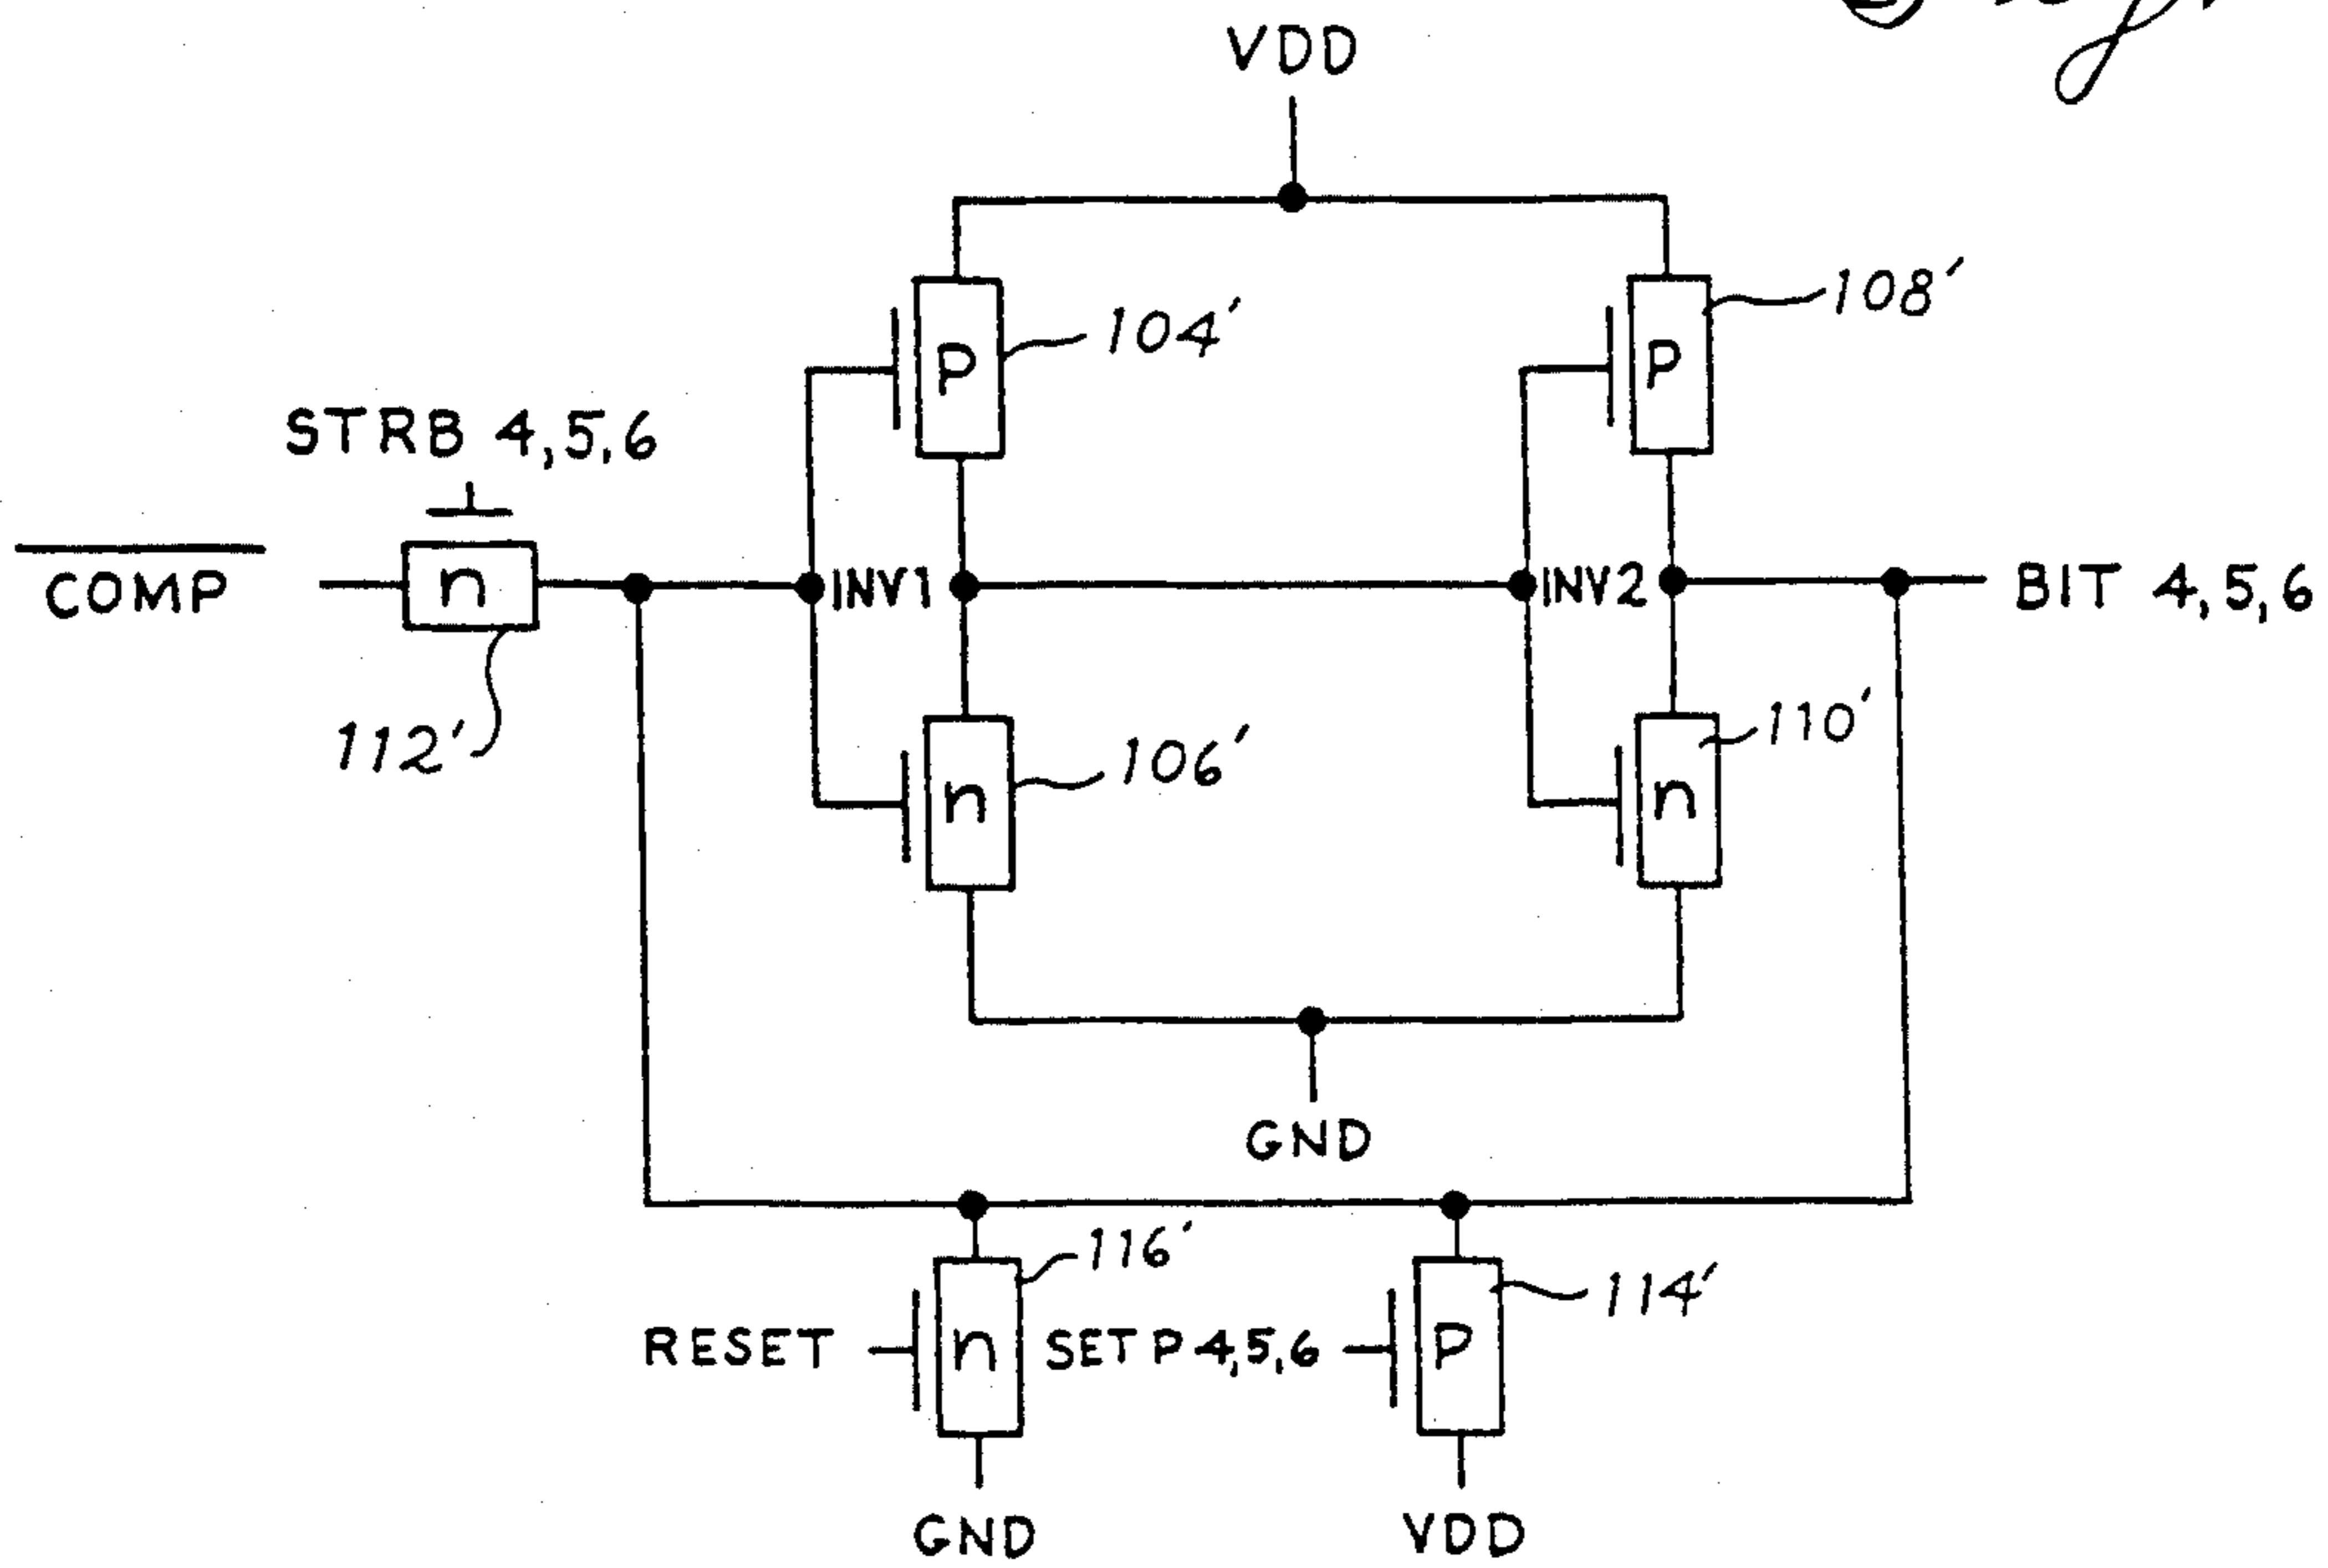 VDD
104′
P
108′
P
STRB 4,5,6
COMP
n
INV1
INV2
BIT 4,5,6
112′
106′
n
110′
n
GND
116′
114′
RESET
n
SETP 4,5,6
P
GND
VDD